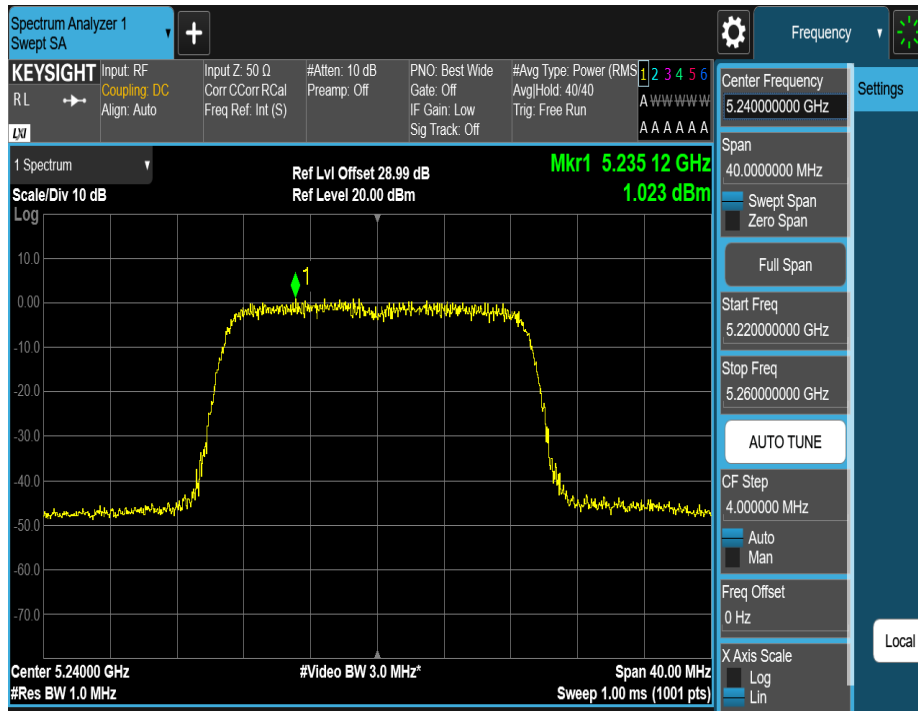 Spectrum Analyzer 1
Swept SA
+
Frequency
KEYSIGHT
R L
LXI
Input: RF
Coupling: DC
Align: Auto
Input Z: 50 Ω
Corr CCorr RCal
Freq Ref: Int (S)
#Atten: 10 dB
Preamp: Off
PNO: Best Wide
Gate: Off
IF Gain: Low
Sig Track: Off
#Avg Type: Power (RMS
Avg|Hold: 40/40
Trig: Free Run
1 2 3 4 5 6
A W W W W W
A A A A A A
1 Spectrum
Scale/Div 10 dB
Log
Ref Lvl Offset 28.99 dB
Ref Level 20.00 dBm
Mkr1 5.235 12 GHz
1.023 dBm
1
10.0
0.00
-10.0
-20.0
-30.0
-40.0
-50.0
-60.0
-70.0
Center 5.24000 GHz
#Video BW 3.0 MHz*
Span 40.00 MHz
#Res BW 1.0 MHz
Sweep 1.00 ms (1001 pts)
Center Frequency
5.240000000 GHz
Settings
Span
40.0000000 MHz
Swept Span
Zero Span
Full Span
Start Freq
5.220000000 GHz
Stop Freq
5.260000000 GHz
AUTO TUNE
CF Step
4.000000 MHz
Auto
Man
Freq Offset
0 Hz
X Axis Scale
Log
Lin
Local